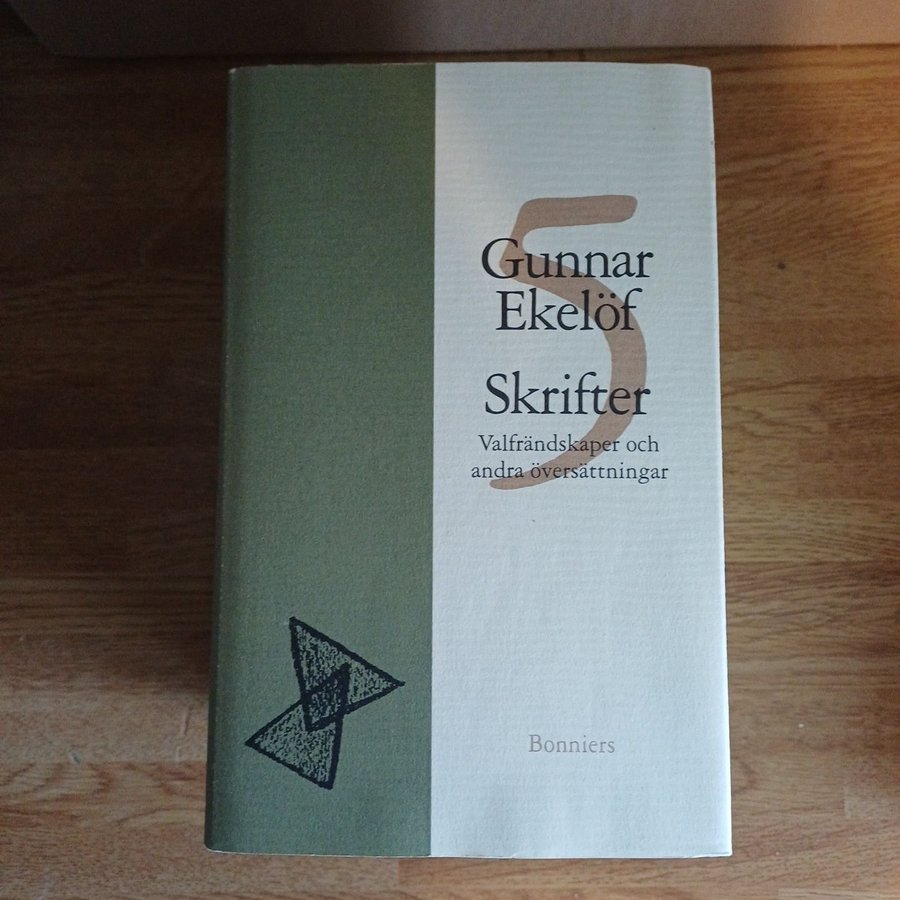 5
Gunnar
Ekelöf
Skrifter
Valfrändskaper och
andra översättningar
Bonniers